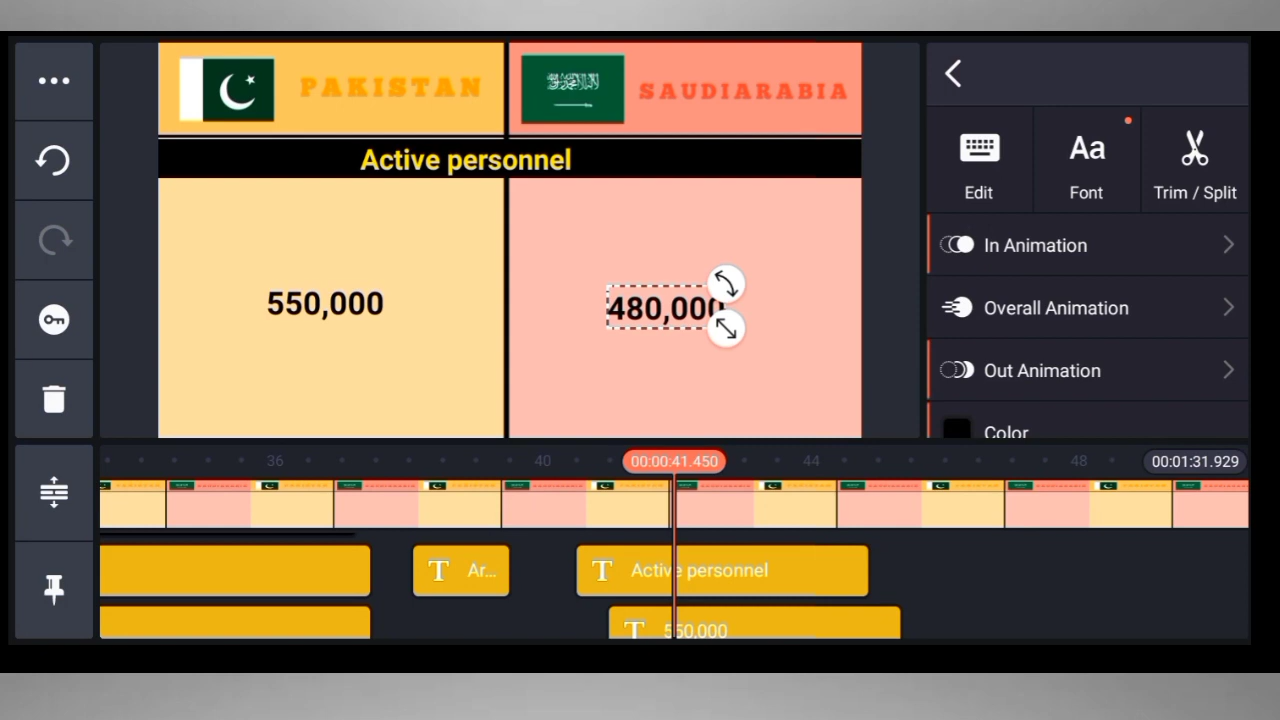 PAKISTAN
SAUDIARABIA
Active personnel
550,000
480,000
Edit
Aa
Font
Trim / Split
In Animation
Overall Animation
Out Animation
Color
36
40
00:00:41.450
44
48
00:01:31.929
T Ar...
T Active personnel
T 550,000